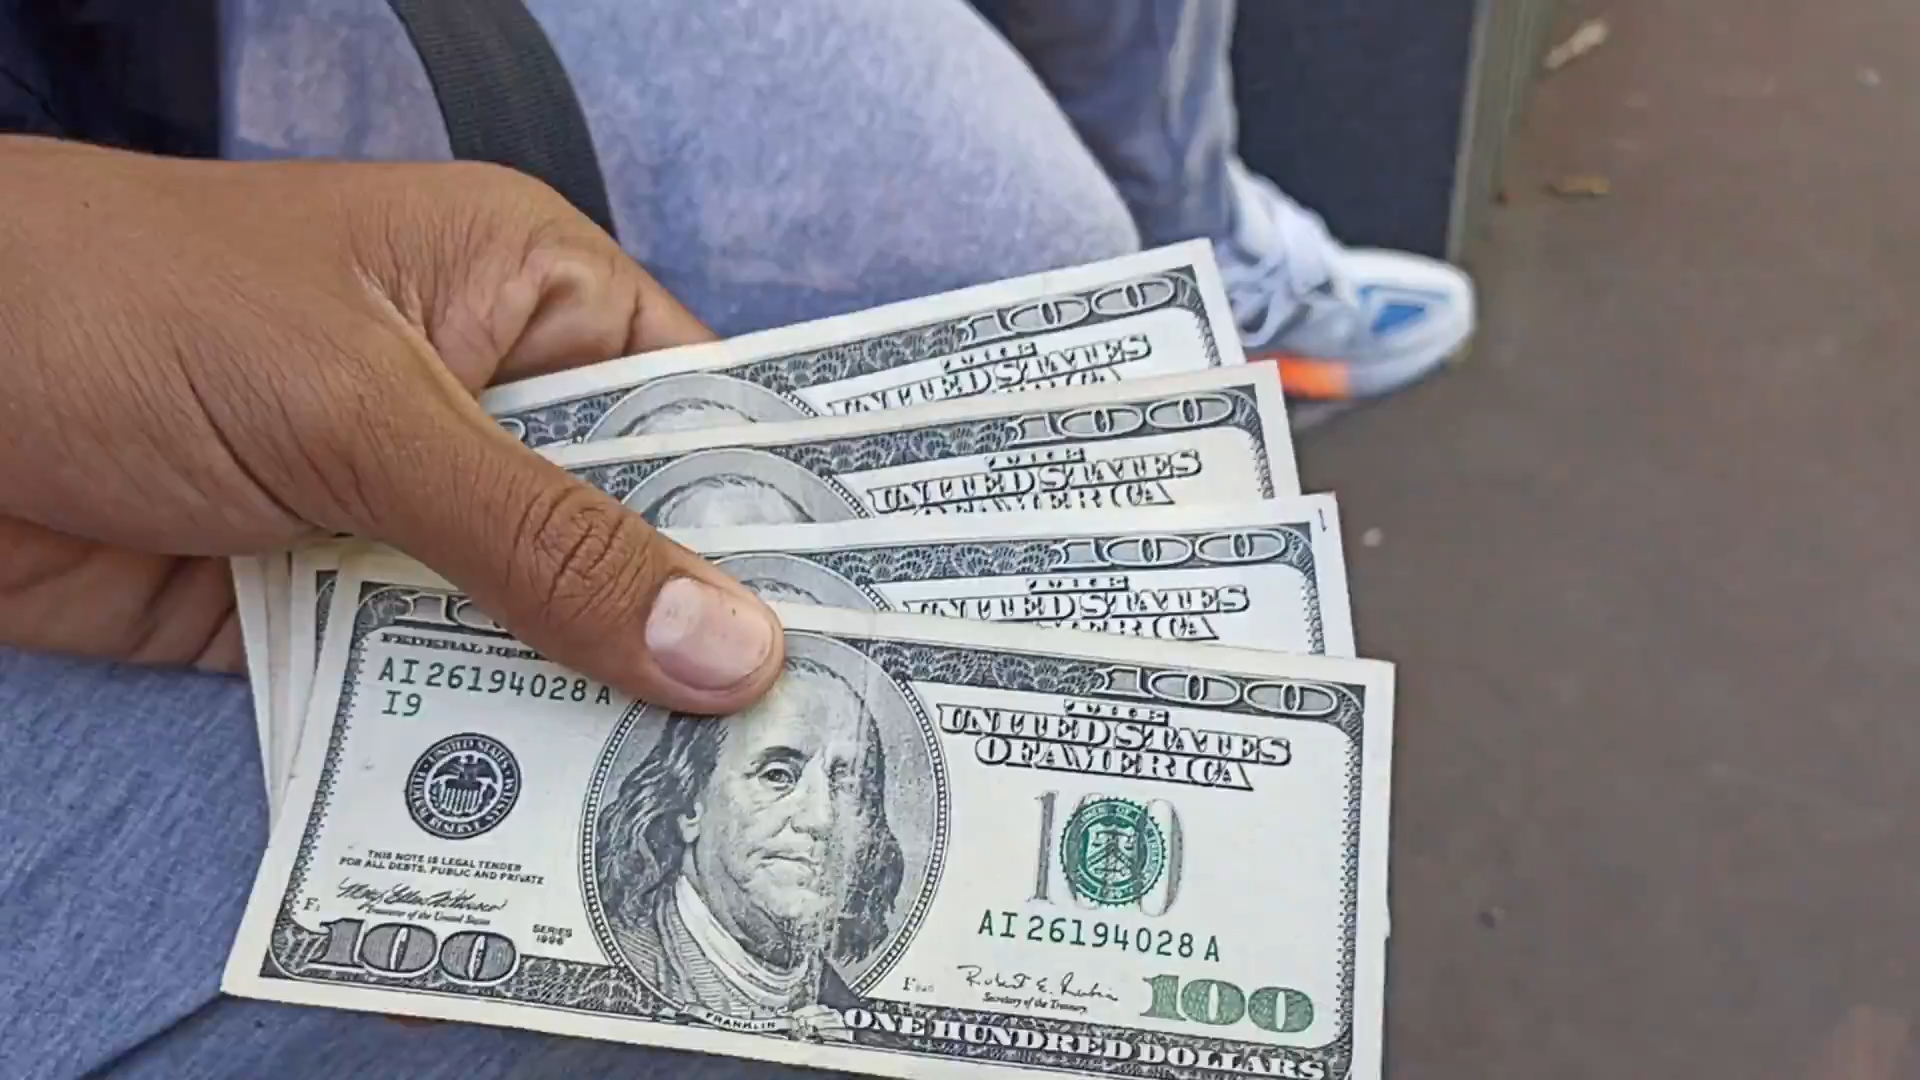 100
THE
UNITED STATES
100
THE
UNITED STATES
OF AMERICA
100
THE
UNITED STATES
OF AMERICA
100
FEDERAL
AI 26194028 A
I9
THE
UNITED STATES
OF AMERICA
THIS NOTE IS LEGAL TENDER
FOR ALL DEBTS, PUBLIC AND PRIVATE
Treasurer of the United States
SERIES
1996
100
100
AI 26194028 A
Robert E. Rubin
Secretary of the Treasury
100
FRANKLIN
ONE HUNDRED DOLLARS